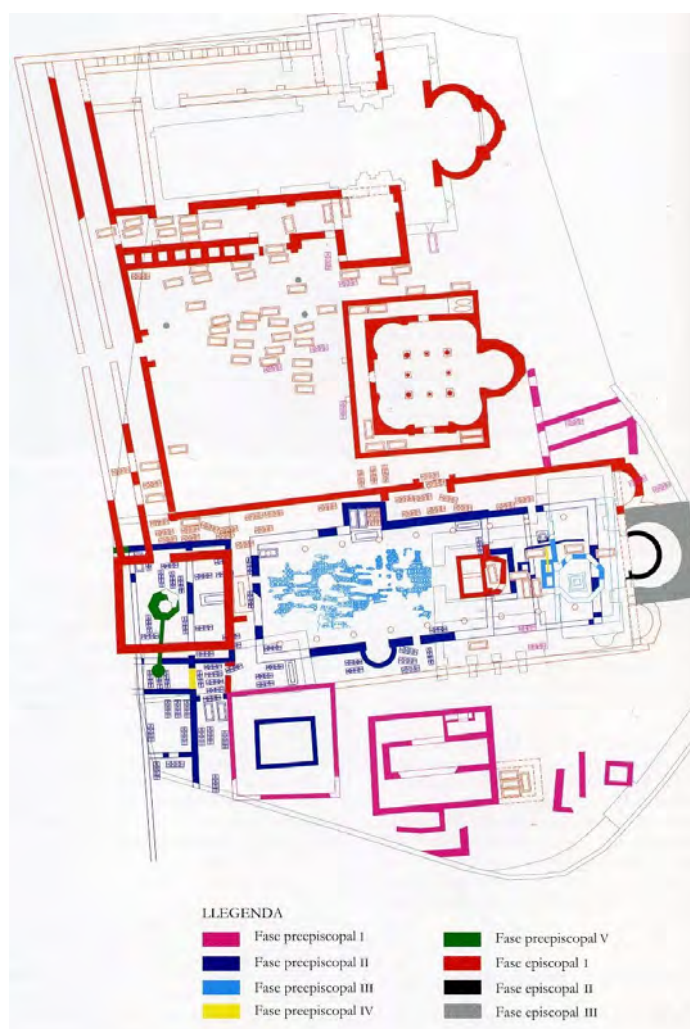 LLEGENDA
Fase preepiscopal I
Fase preepiscopal II
Fase preepiscopal III
Fase preepiscopal IV
Fase preepiscopal V
Fase episcopal I
Fase episcopal II
Fase episcopal III